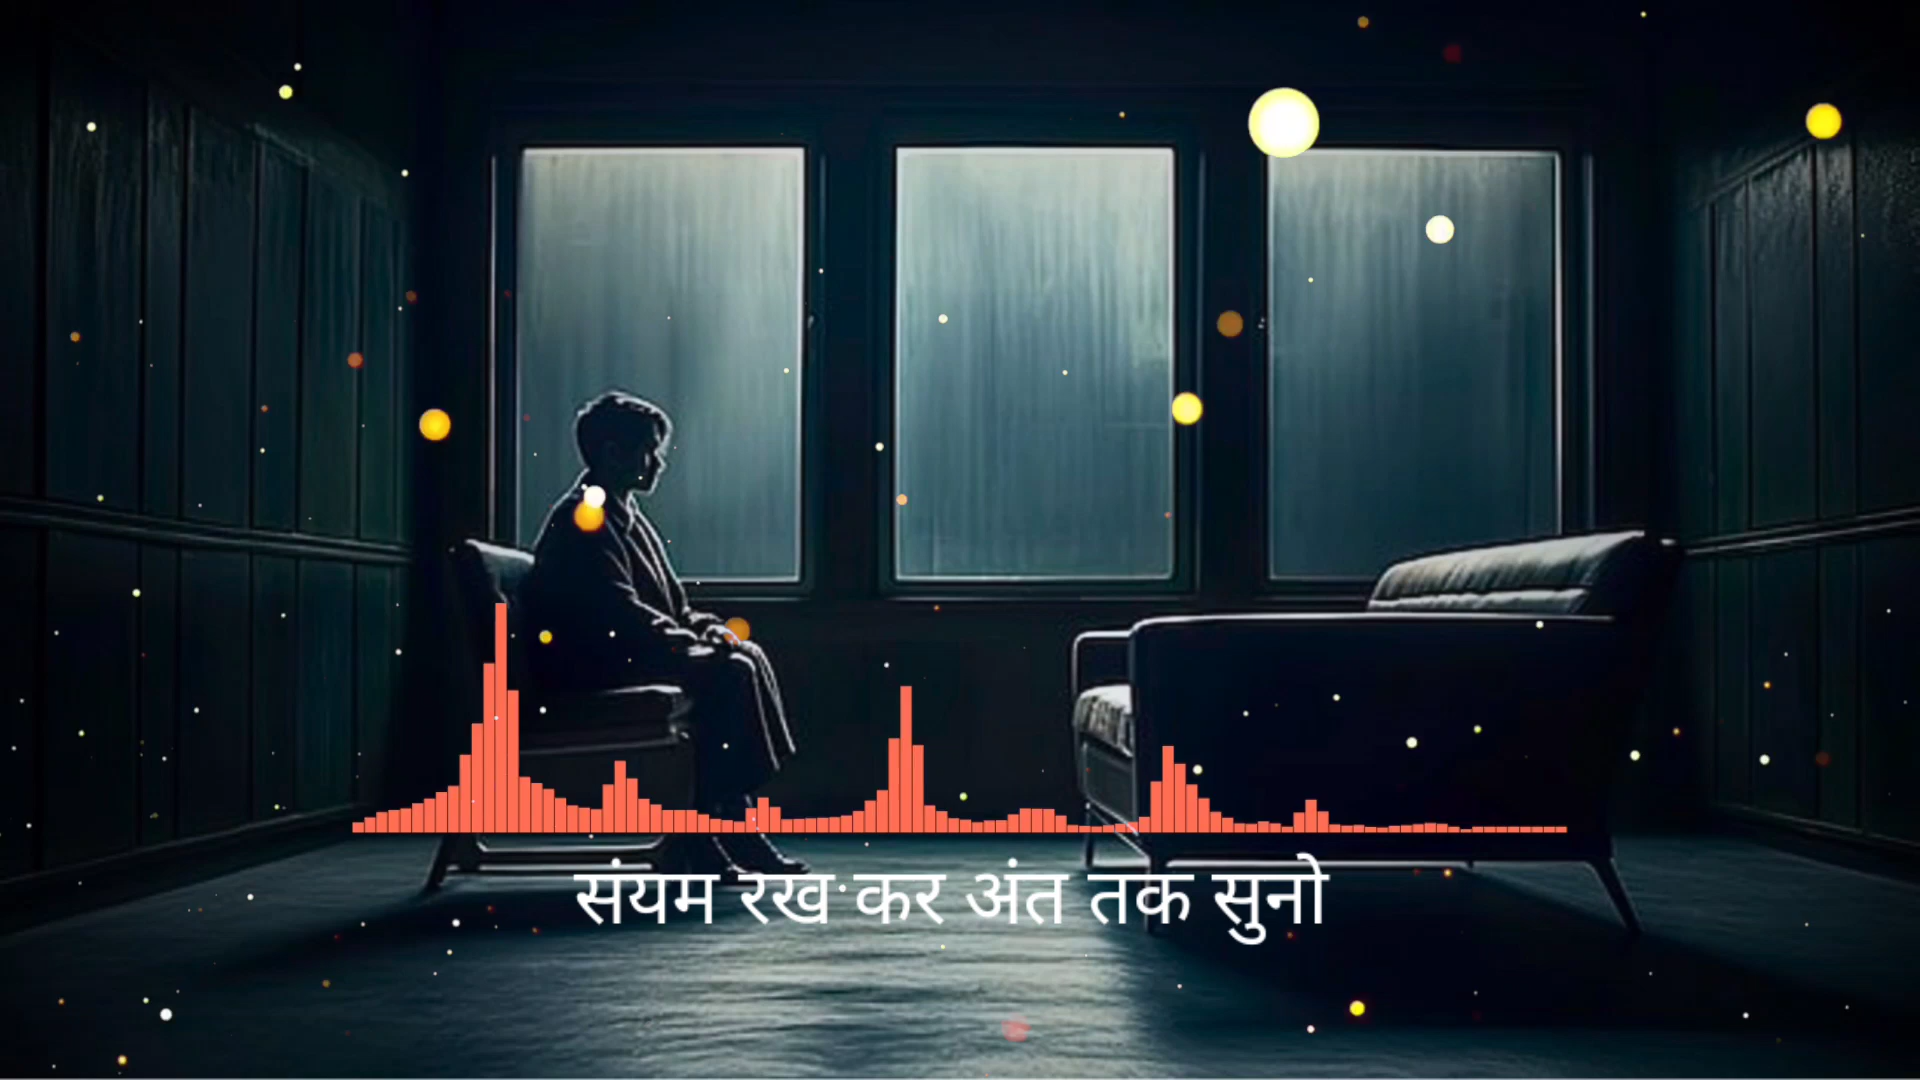 संयम रख कर अंत तक सुनो